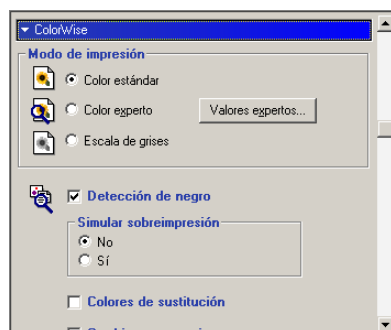 ColorWise
Modo de impresión
Color estándar
Color experto
Valores expertos...
Escala de grises
Detección de negro
Simular sobreimpresión
No
Sí
Colores de sustitución